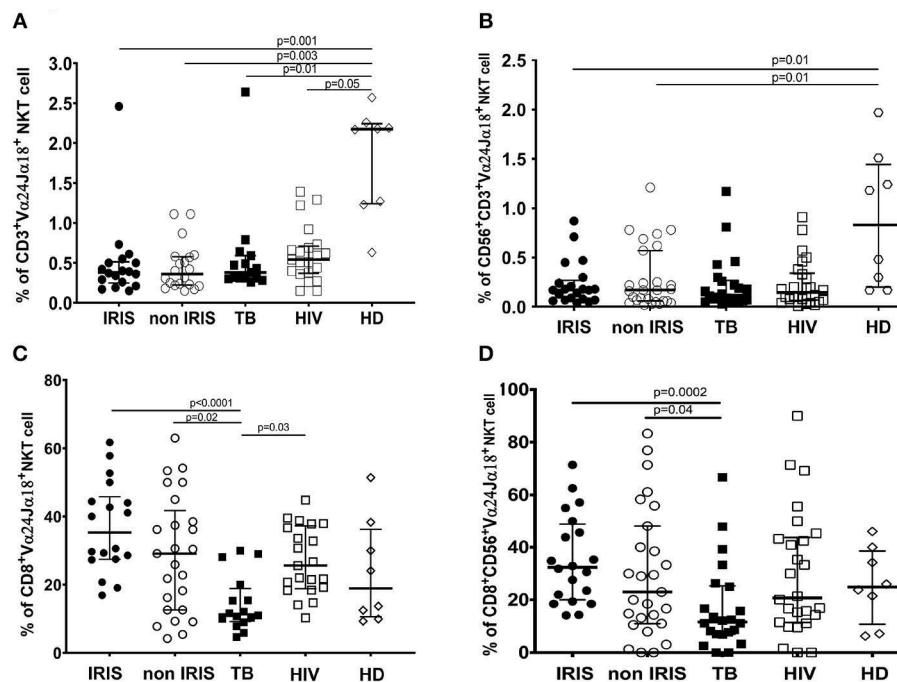 A
p=0.001
p=0.003
p=0.01
p=0.05
% of CD3+Vα24Jα18+ NKT cell
3.0
2.5
2.0
1.5
1.0
0.5
0.0
IRIS non IRIS TB HIV HD
B
p=0.01
p=0.01
% of CD56+CD3+Vα24Jα18+NKT cell
2.5
2.0
1.5
1.0
0.5
0.0
IRIS non IRIS TB HIV HD
C
p<0.0001
p=0.02
p=0.03
% of CD8+Vα24Jα18+NKT cell
80
60
40
20
0
IRIS non IRIS TB HIV HD
D
p=0.0002
p=0.04
% of CD8+CD56+Vα24Jα18+NKT cell
100
80
60
40
20
0
IRIS non IRIS TB HIV HD